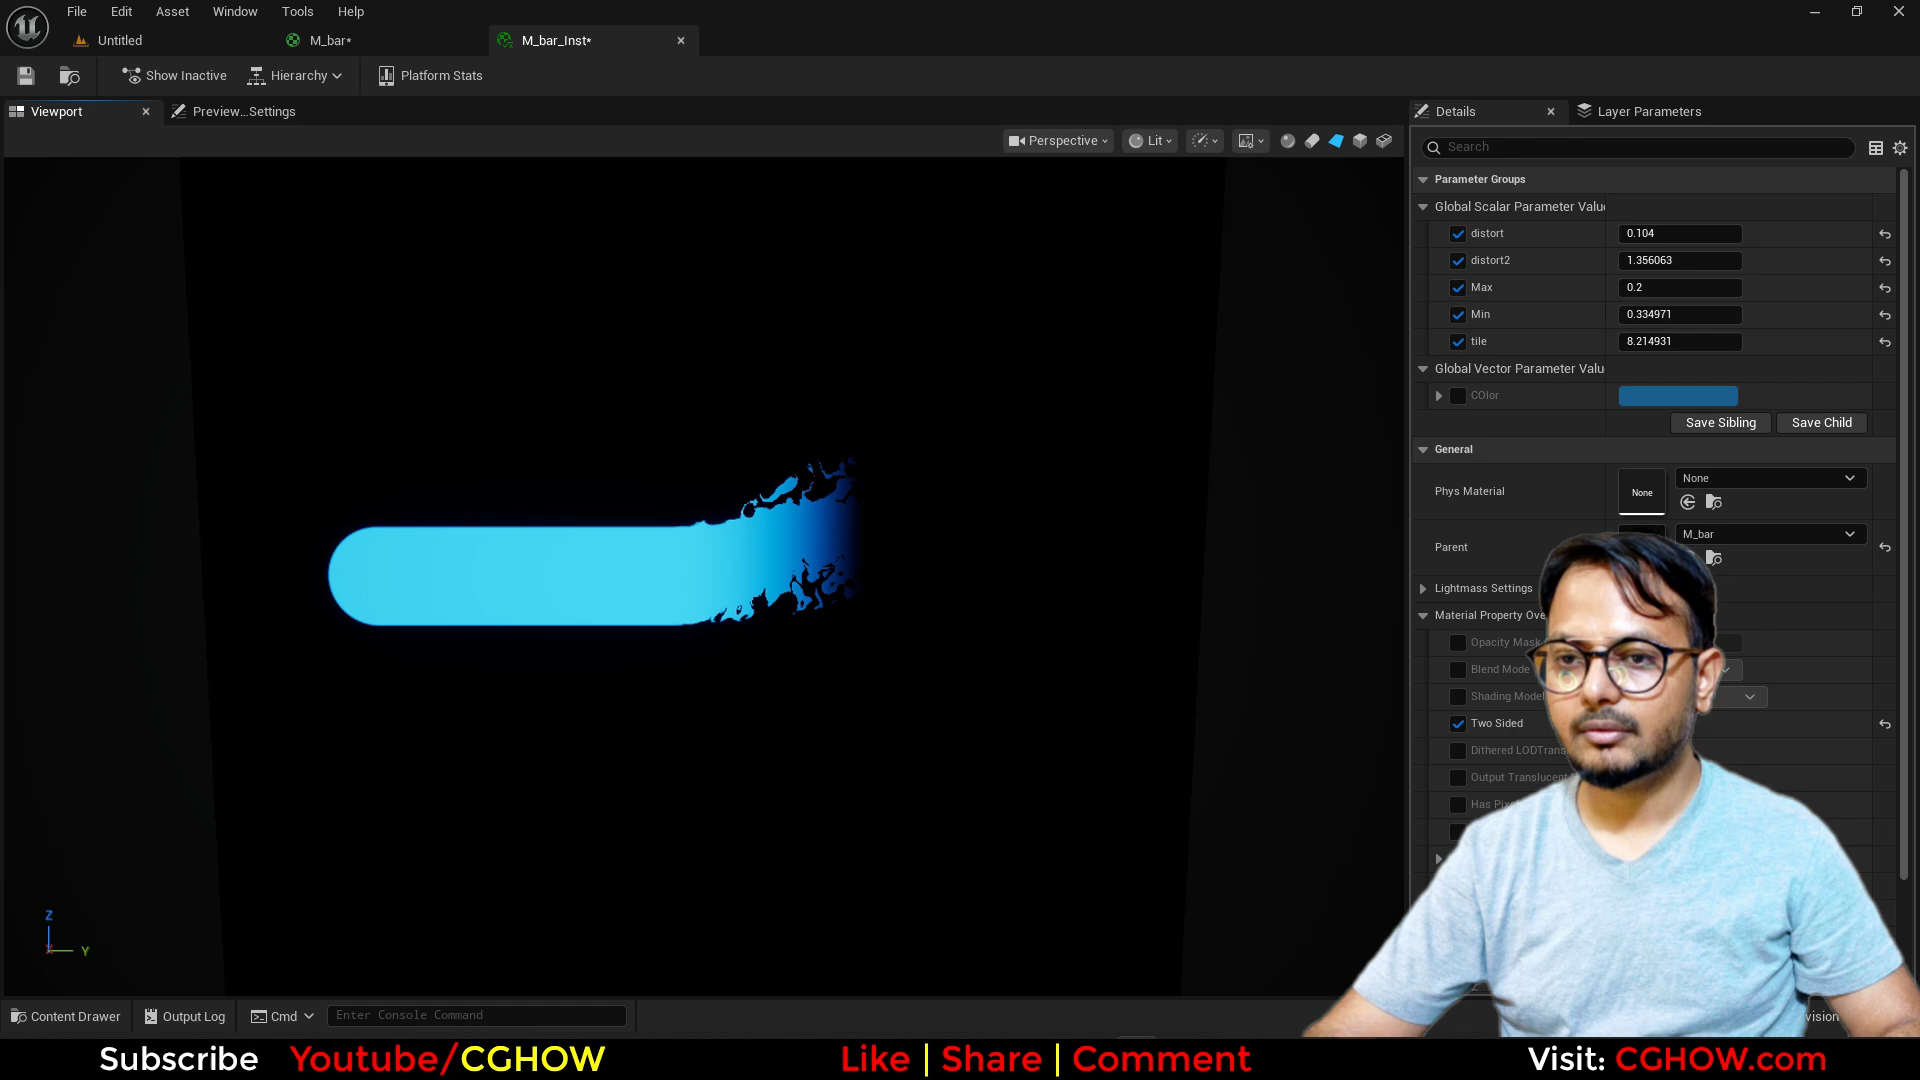 File Edit Asset Window Tools Help
Untitled M_bar* M_bar_Inst*
Show Inactive Hierarchy Platform Stats
Viewport Preview...Settings Details Layer Parameters
Perspective Lit
Search
Parameter Groups
Global Scalar Parameter Valu
distort 0.104
distort2 1.356063
Max 0.2
Min 0.334971
tile 8.214931
Global Vector Parameter Valu
COlor
Save Sibling Save Child
General
Phys Material None None
Parent M_bar
Lightmass Settings
Material Property Ove
Opacity Mask
Blend Mode
Shading Model
Two Sided
Dithered LODTrans
Output Translucent
Has Pix
Z
Y
Content Drawer Output Log Cmd Enter Console Command
Subscribe Youtube/CGHOW Like | Share | Comment Visit: CGHOW.com